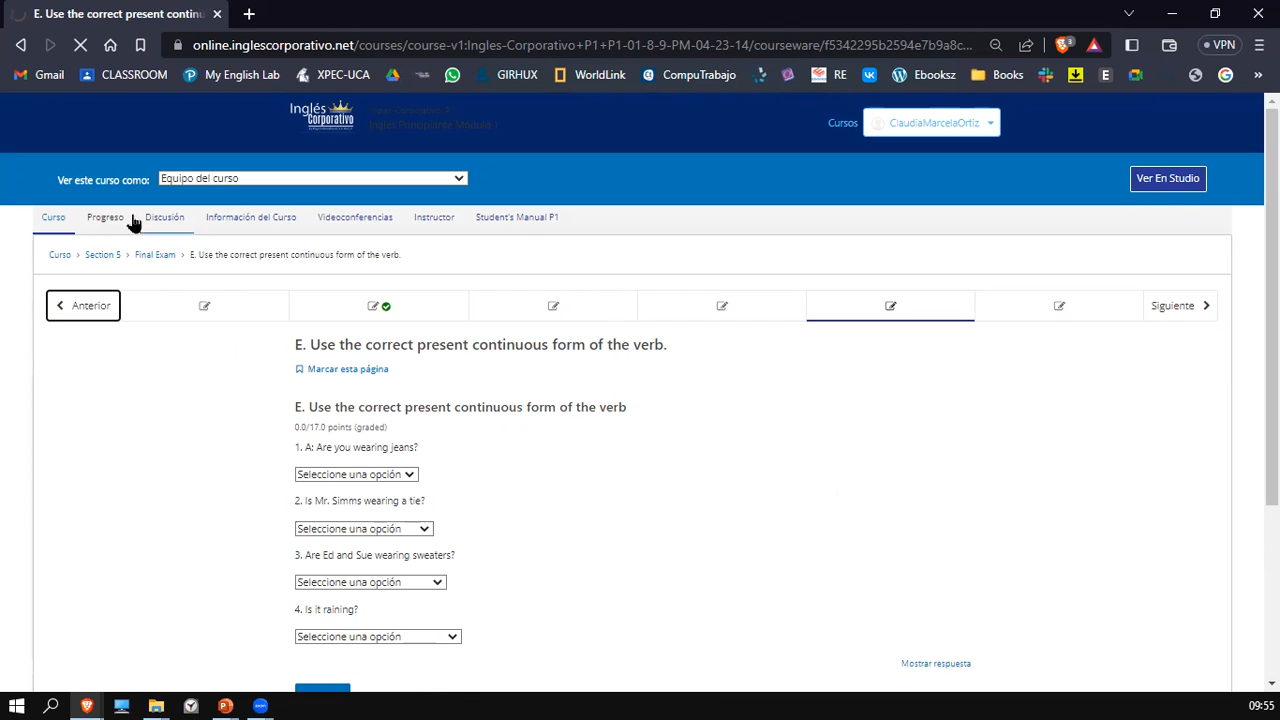 E. Use the correct present continu
online.inglescorporativo.net/courses/course-v1:Ingles-Corporativo+P1+P1-01-8-9-PM-04-23-14/courseware/f5342295b2594e7b9a8c...
3
VPN
Gmail
CLASSROOM
My English Lab
XPEC-UCA
GIRHUX
WorldLink
CompuTrabajo
RE
Ebooksz
Books
E
»
Inglés
Corporativo
Inglés Principiante Módulo 1
Cursos
ClaudiaMarcelaOrtiz
Ver este curso como:
Equipo del curso
Ver En Studio
Curso
Progreso
Discusión
Información del Curso
Videoconferencias
Instructor
Student's Manual P1
Curso > Section 5 > Final Exam > E. Use the correct present continuous form of the verb.
Anterior
Siguiente
E. Use the correct present continuous form of the verb.
Marcar esta página
E. Use the correct present continuous form of the verb
0.0/17.0 points (graded)
1. A: Are you wearing jeans?
Seleccione una opción
2. Is Mr. Simms wearing a tie?
Seleccione una opción
3. Are Ed and Sue wearing sweaters?
Seleccione una opción
4. Is it raining?
Seleccione una opción
Mostrar respuesta
09:55